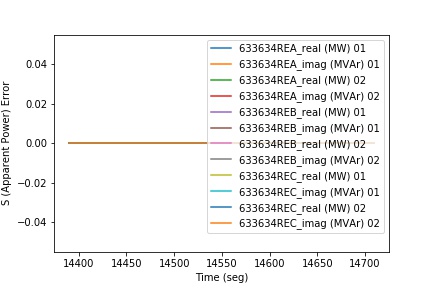 0.04
0.02
0.00
−0.02
−0.04
S (Apparent Power) Error
633634REA_real (MW) 01
633634REA_imag (MVAr) 01
633634REA_real (MW) 02
633634REA_imag (MVAr) 02
633634REB_real (MW) 01
633634REB_imag (MVAr) 01
633634REB_real (MW) 02
633634REB_imag (MVAr) 02
633634REC_real (MW) 01
633634REC_imag (MVAr) 01
633634REC_real (MW) 02
633634REC_imag (MVAr) 02
14400 14450 14500 14550 14600 14650 14700
Time (seg)